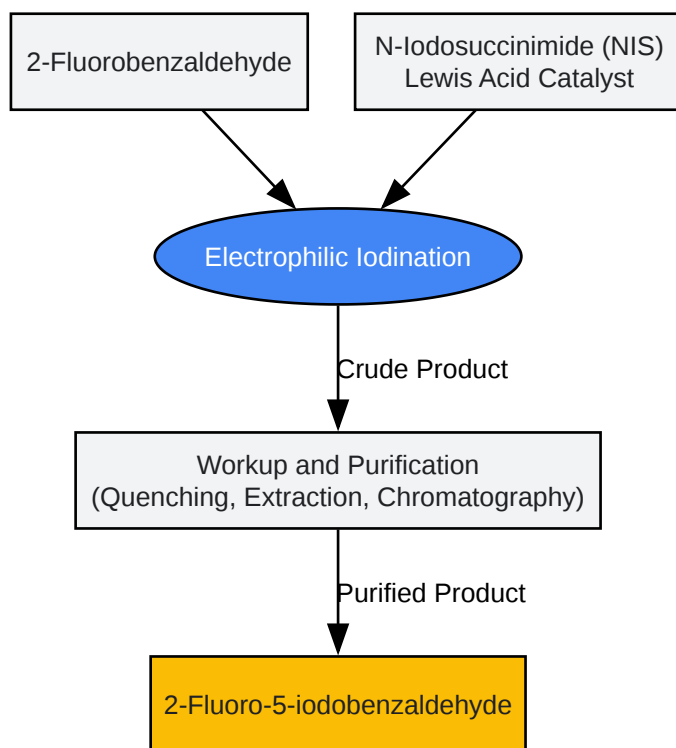 2-Fluorobenzaldehyde
N-Iodosuccinimide (NIS)
Lewis Acid Catalyst
Electrophilic Iodination
Crude Product
Workup and Purification
(Quenching, Extraction, Chromatography)
Purified Product
2-Fluoro-5-iodobenzaldehyde